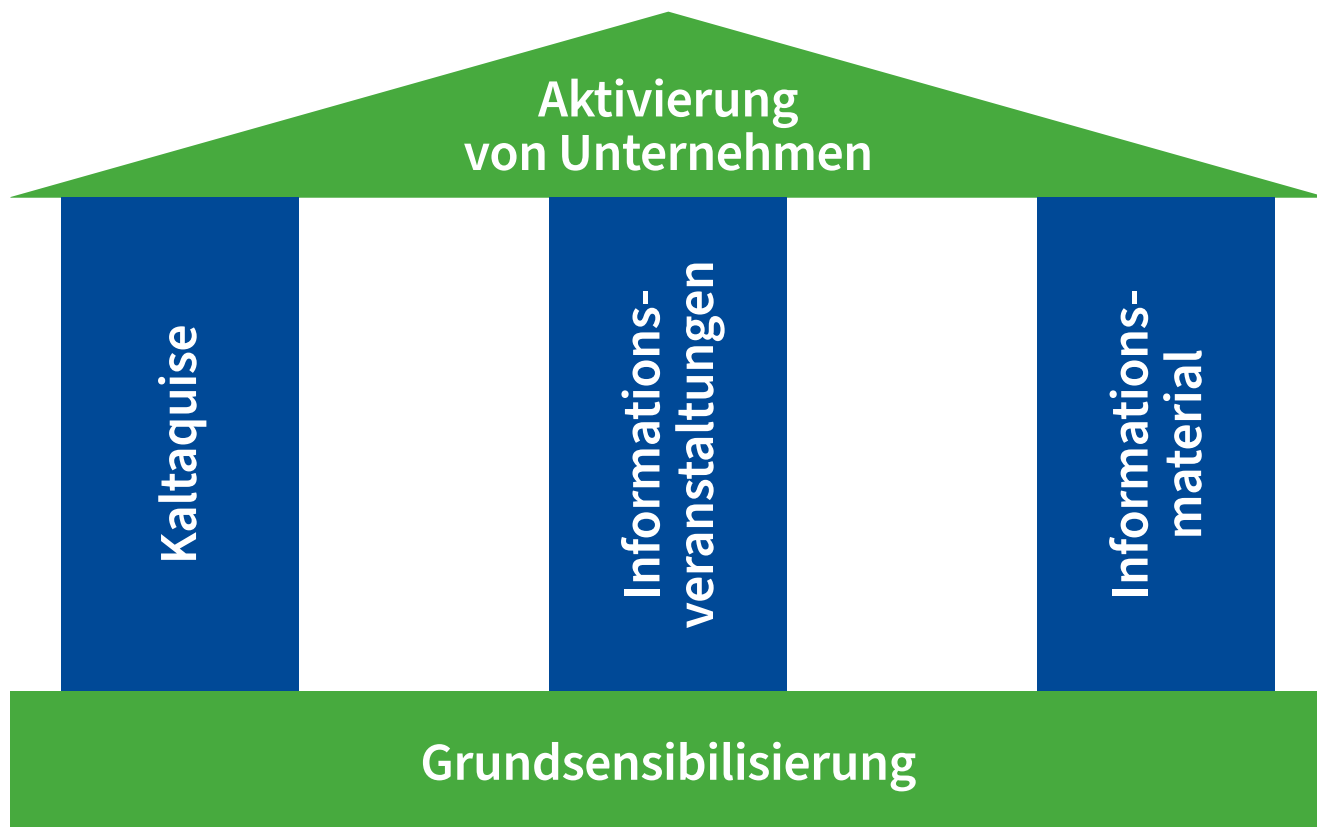 Aktivierung
von Unternehmen
Kaltaquise
Informations-
veranstaltungen
Informations-
material
Grundsensibilisierung